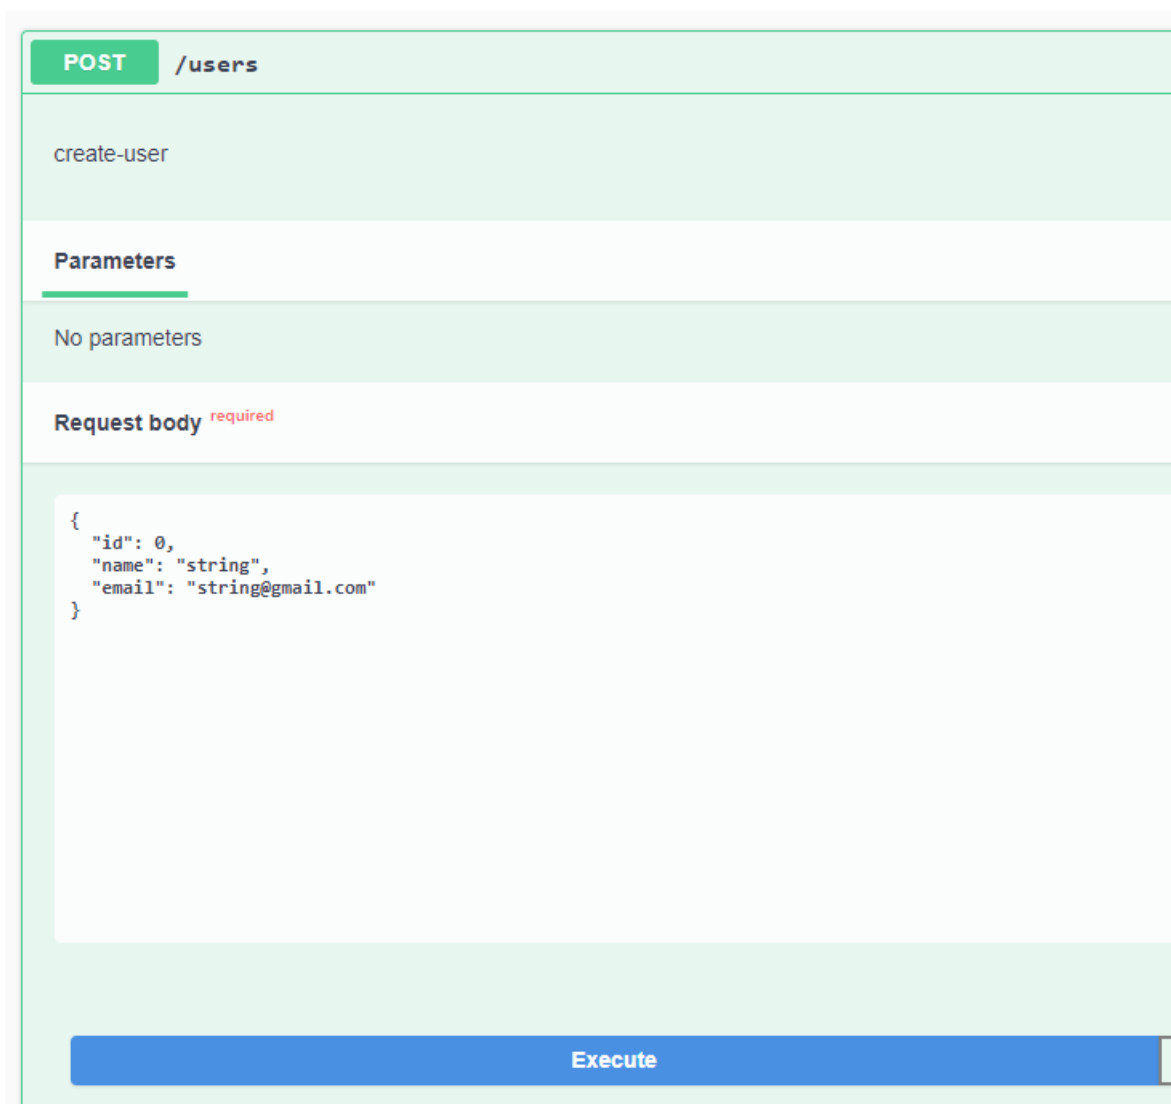 POST /users
create-user
Parameters
No parameters
Request body required
{
  "id": 0,
  "name": "string",
  "email": "string@gmail.com"
}
Execute